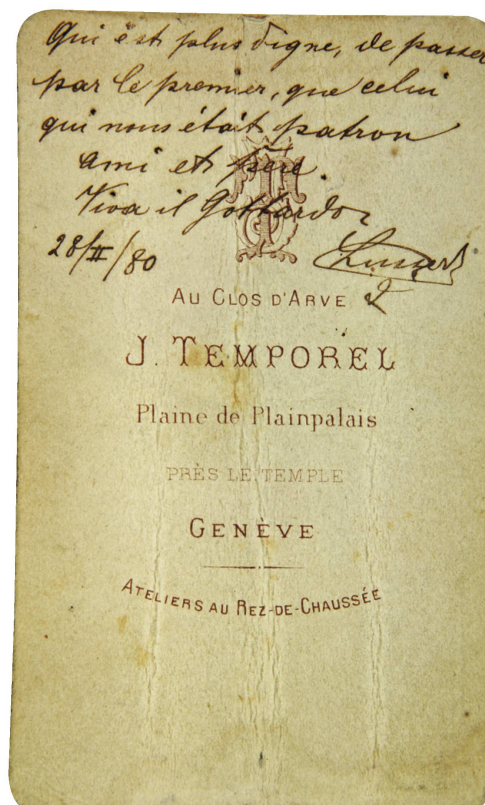 Qui est plus digne, de passer
par le premier, que celui
qui nous était patron
ami et père.
Viva il Gottardo
28/II/80
AU CLOS D'ARVE
J. TEMPOREL
Plaine de Plainpalais
PRÈS LE TEMPLE
GENÈVE
ATELIERS AU REZ-DE-CHAUSSÉE